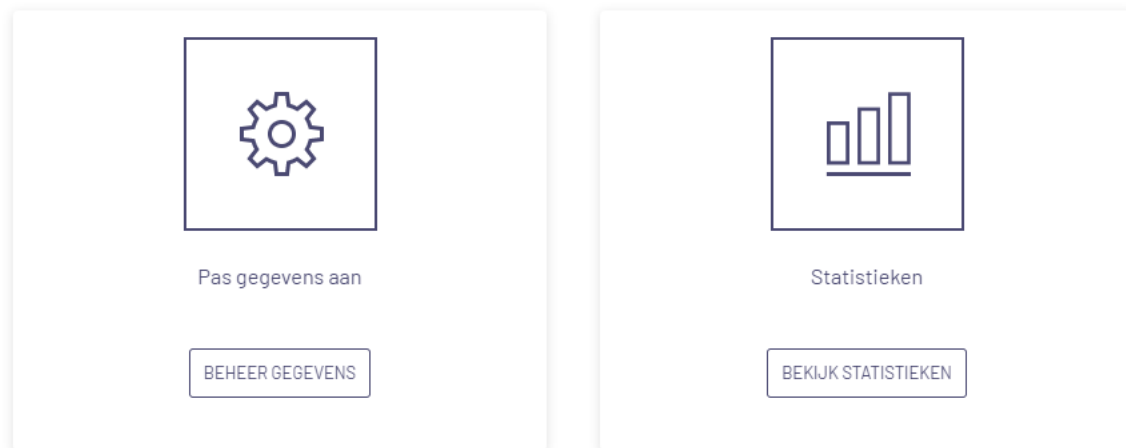 Pas gegevens aan
BEHEER GEGEVENS
Statistieken
BEKIJK STATISTIEKEN